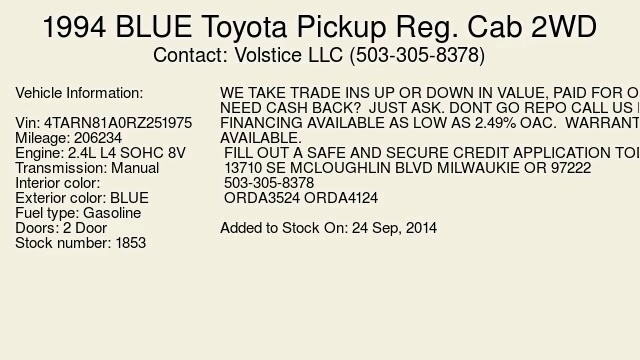 1994 BLUE Toyota Pickup Reg. Cab 2WD
Contact: Volstice LLC (503-305-8378)
Vehicle Information:
Vin: 4TARN81A0RZ251975
Mileage: 206234
Engine: 2.4L L4 SOHC 8V
Transmission: Manual
Interior color:
Exterior color: BLUE
Fuel type: Gasoline
Doors: 2 Door
Stock number: 1853
WE TAKE TRADE INS UP OR DOWN IN VALUE, PAID FOR O
NEED CASH BACK?  JUST ASK. DONT GO REPO CALL US
FINANCING AVAILABLE AS LOW AS 2.49% OAC.  WARRANT
AVAILABLE.
FILL OUT A SAFE AND SECURE CREDIT APPLICATION
13710 SE MCLOUGHLIN BLVD MILWAUKIE OR 97222
503-305-8378
ORDA3524 ORDA4124
Added to Stock On: 24 Sep, 2014